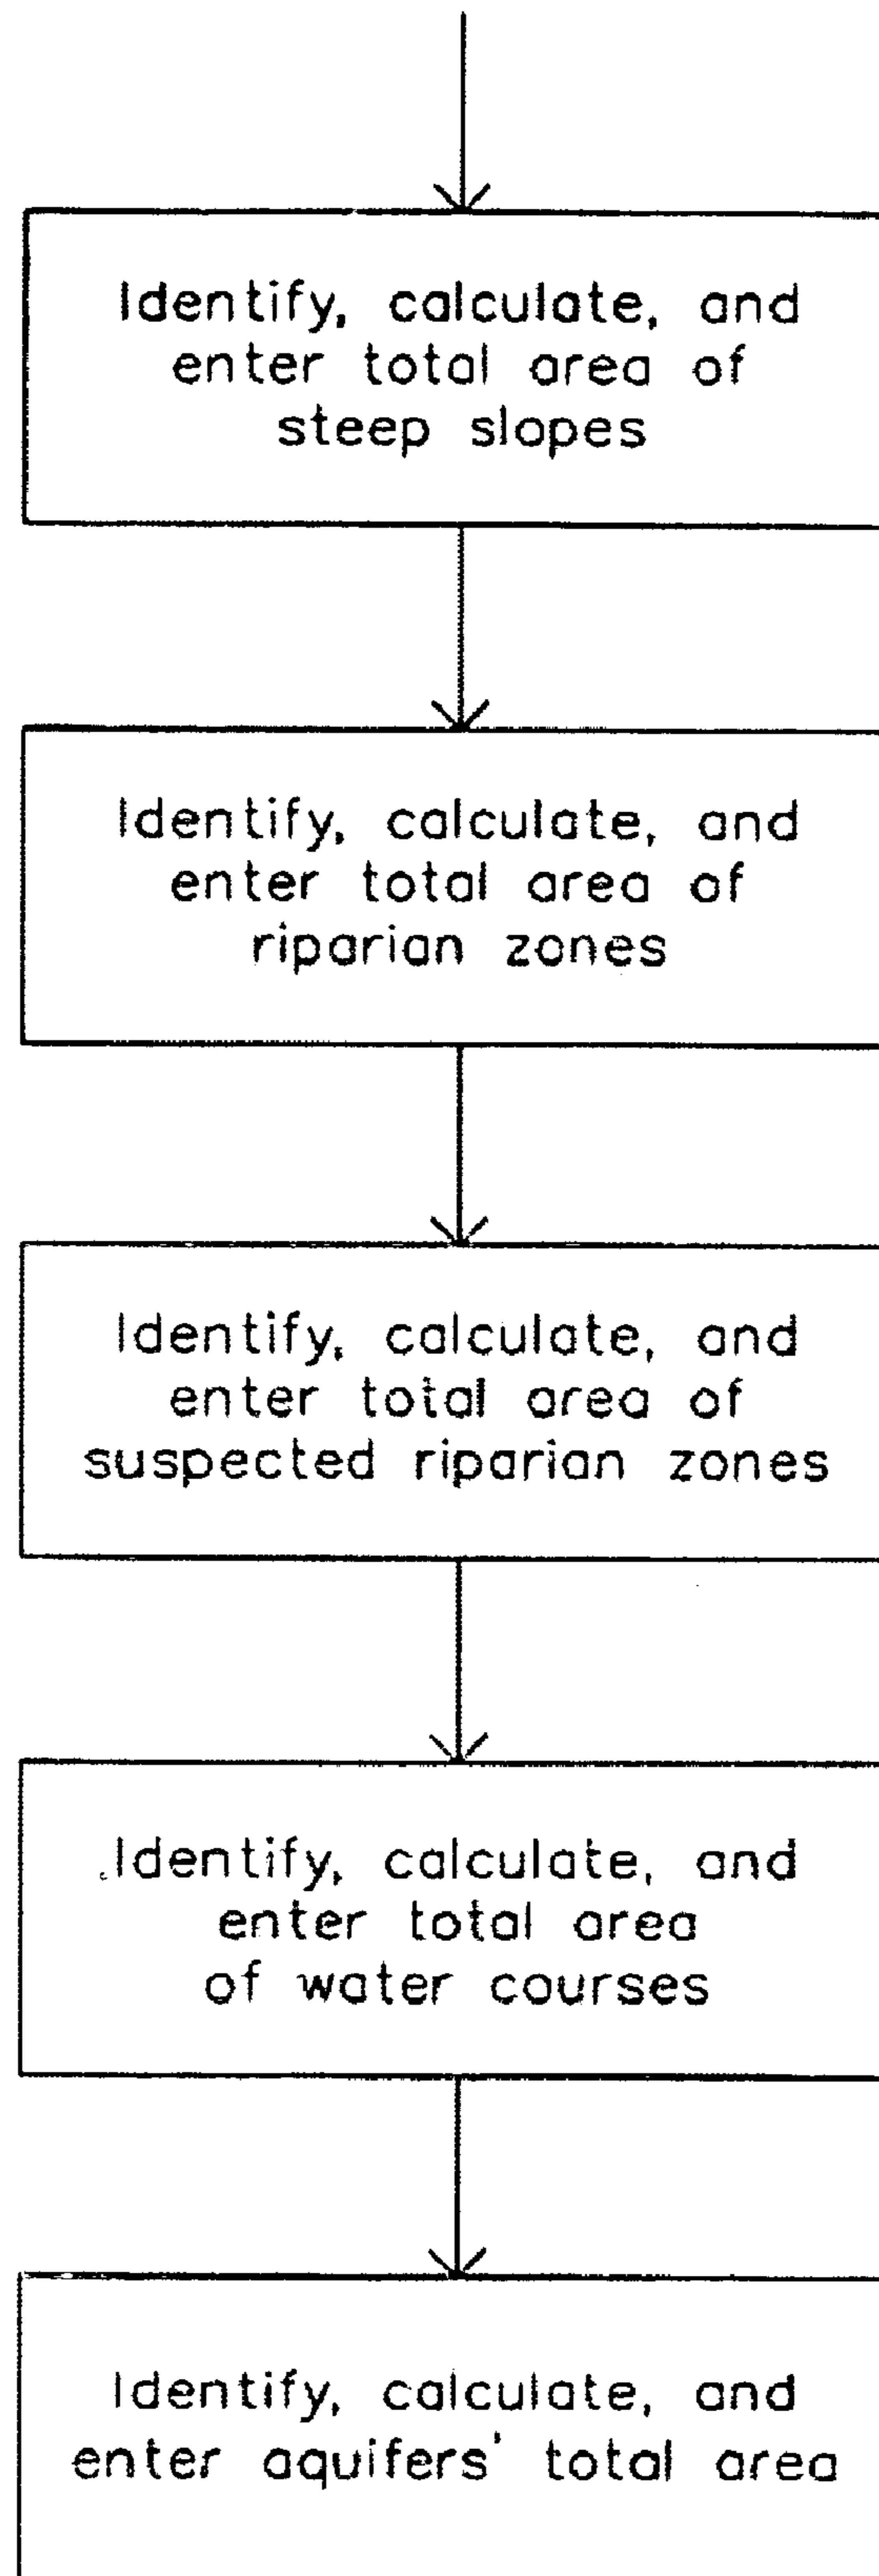 Identify, calculate, and
enter total area of
steep slopes
Identify, calculate, and
enter total area of
riparian zones
Identify, calculate, and
enter total area of
suspected riparian zones
Identify, calculate, and
enter total area
of water courses
Identify, calculate, and
enter aquifers' total area